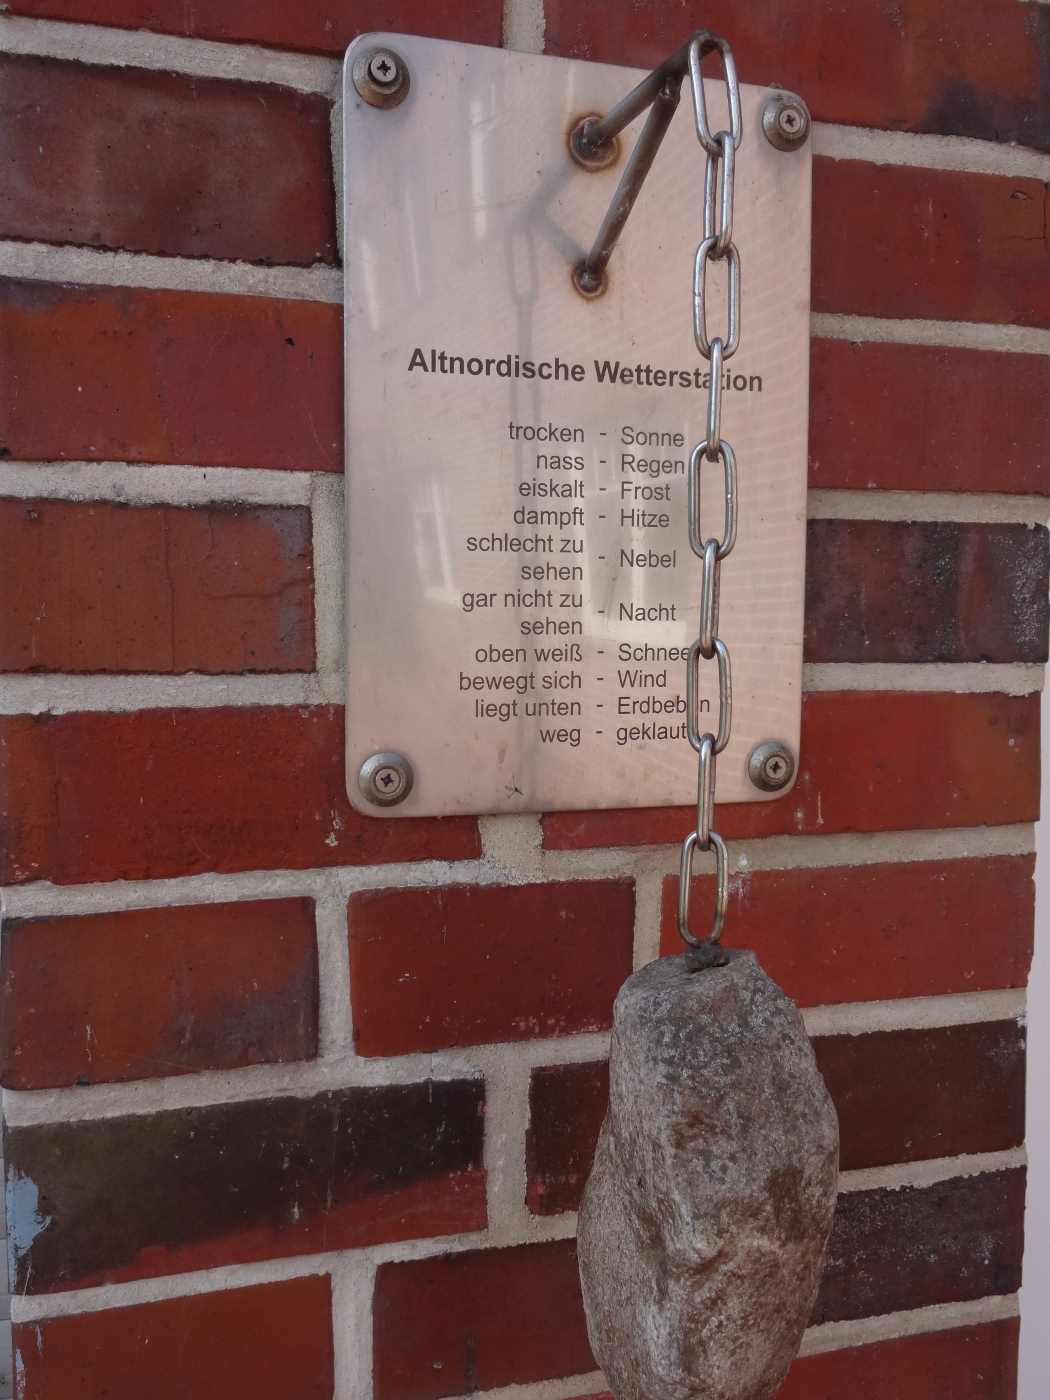 Altnordische Wetterstation
trocken - Sonne
nass - Regen
eiskalt - Frost
dampft - Hitze
schlecht zu
sehen - Nebel
gar nicht zu
sehen - Nacht
oben weiß - Schnee
bewegt sich - Wind
liegt unten - Erdbeben
weg - geklaut